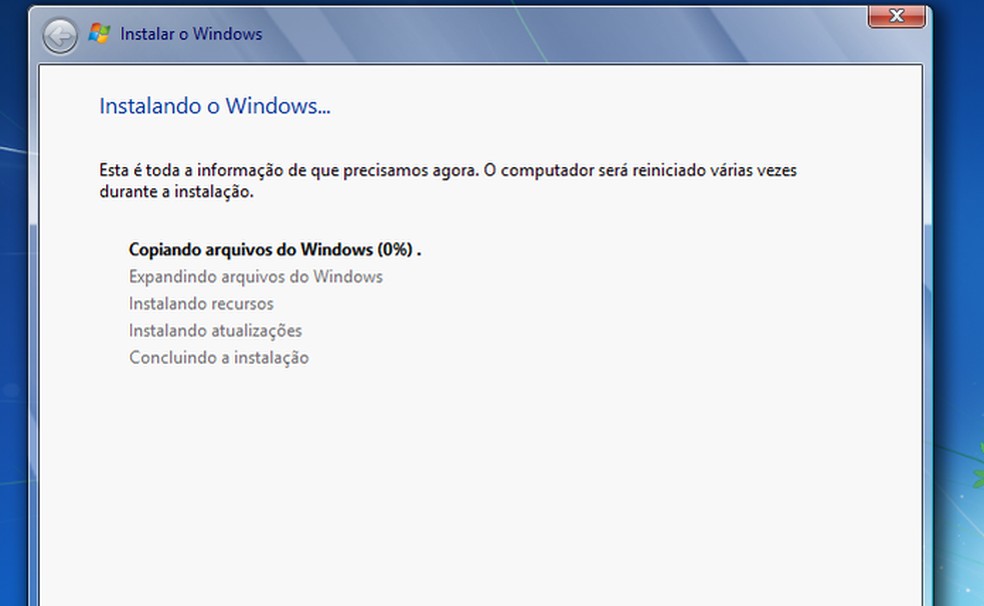 Instalar o Windows
Instalando o Windows...
Esta é toda a informação de que precisamos agora. O computador será reiniciado várias vezes
durante a instalação.
Copiando arquivos do Windows (0%) .
Expandindo arquivos do Windows
Instalando recursos
Instalando atualizações
Concluindo a instalação